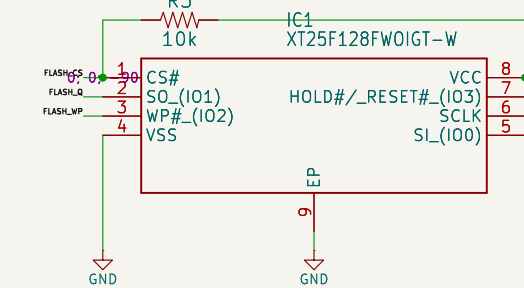 R5
10k
IC1
XT25F128FWOIGT-W
FLASH_CS
1
CS#
VCC
8
FLASH_Q
2
SO_(IO1)
HOLD#/_RESET#_(IO3)
7
FLASH_WP
3
WP#_(IO2)
SCLK
6
4
VSS
SI_(IO0)
5
EP
9
GND
GND